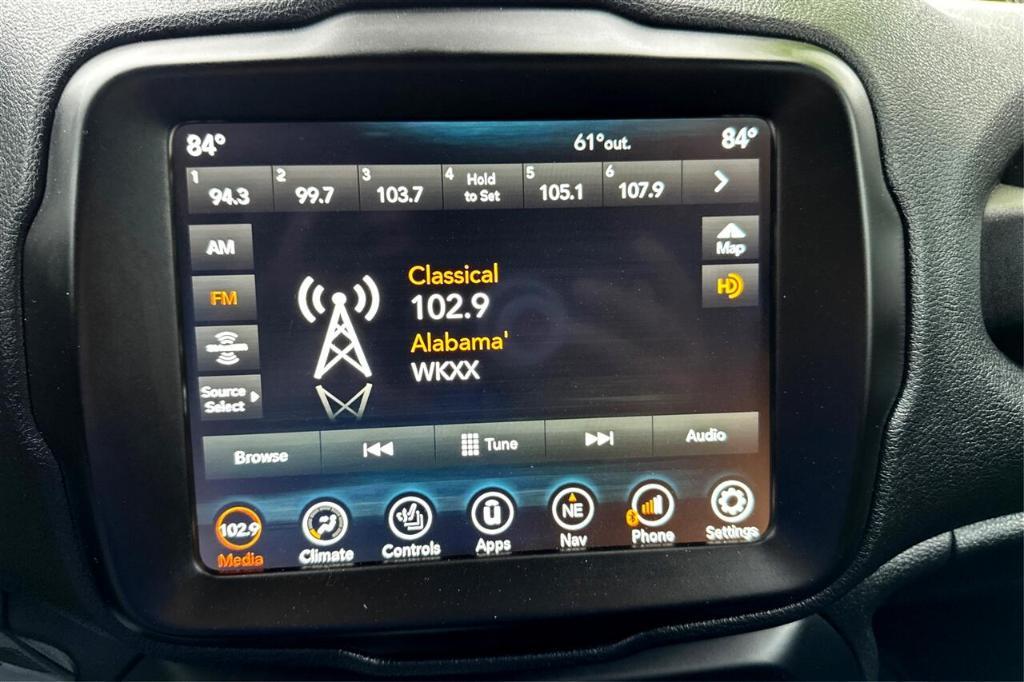 84° 61°out. 84°
1 94.3 2 99.7 3 103.7 4 Hold to Set 5 105.1 6 107.9
AM
Map
FM
HD
Classical
102.9
Alabama'
WKXX
Source
Select
Browse Tune Audio
102.9 NE
Media Climate Controls Apps Nav Phone Settings